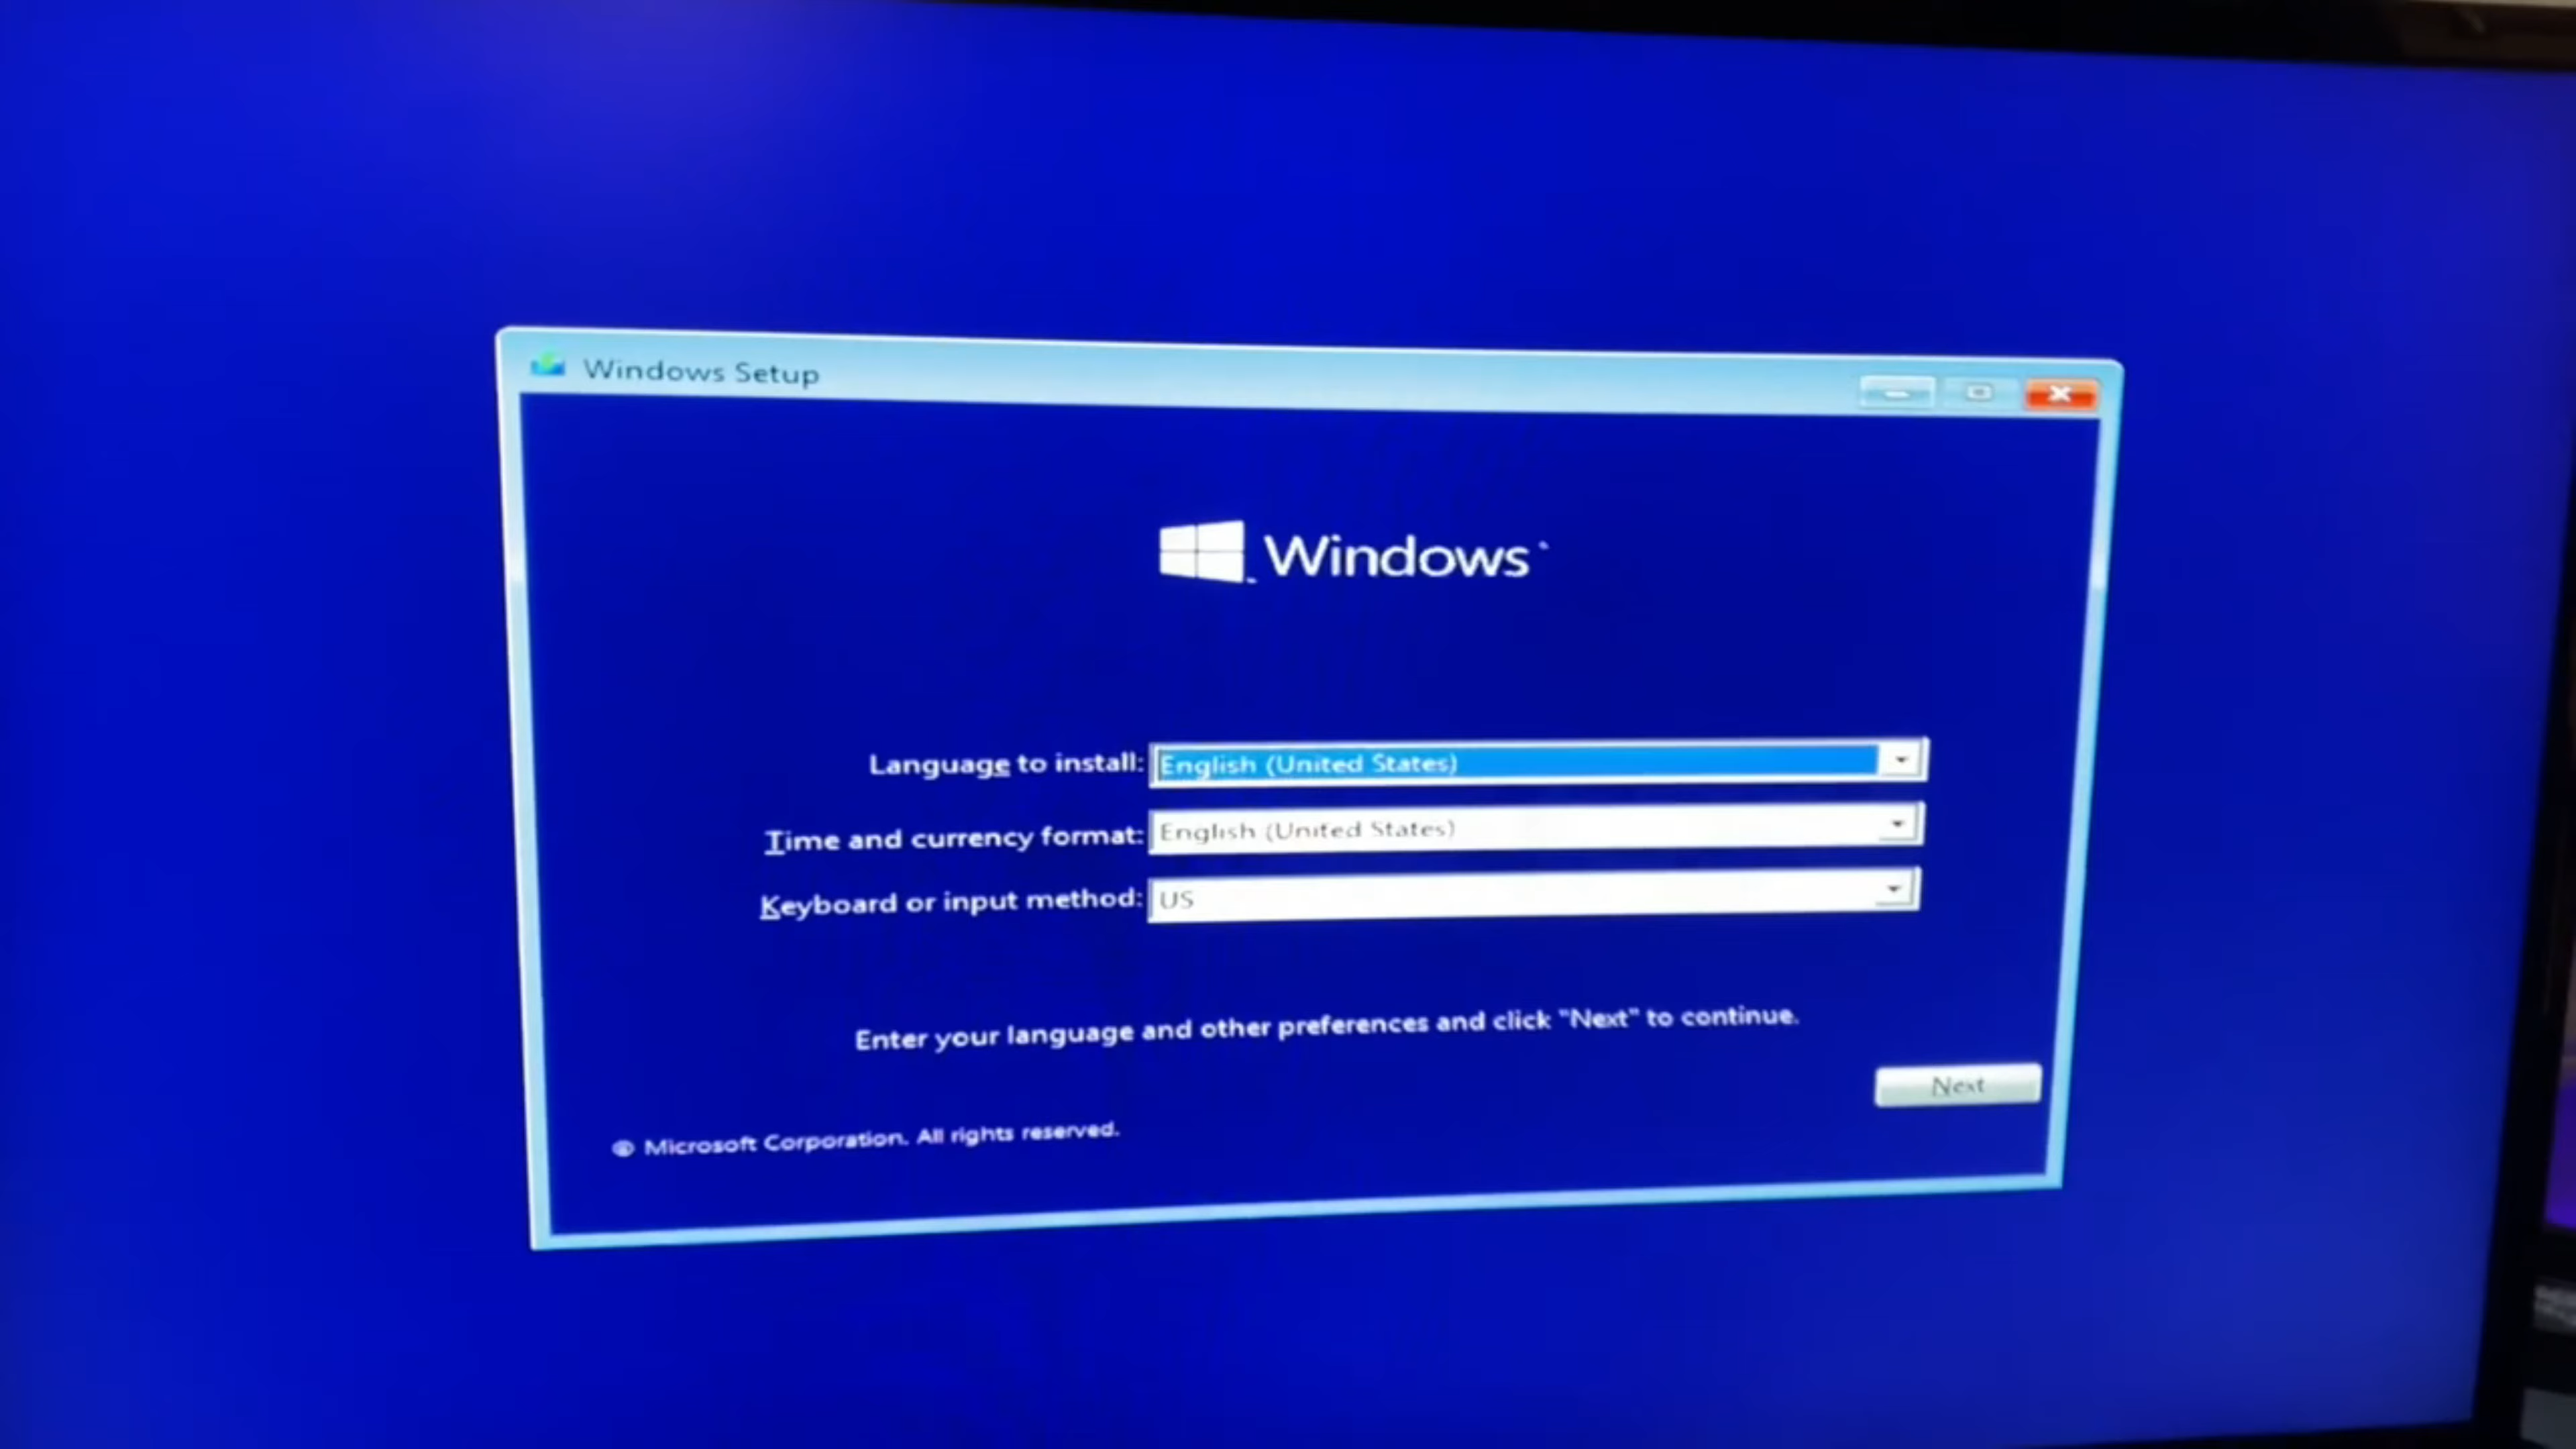 Windows Setup
Windows
Language to install: English (United States)
Time and currency format: English (United States)
Keyboard or input method: US
Enter your language and other preferences and click "Next" to continue.
Next
© Microsoft Corporation. All rights reserved.